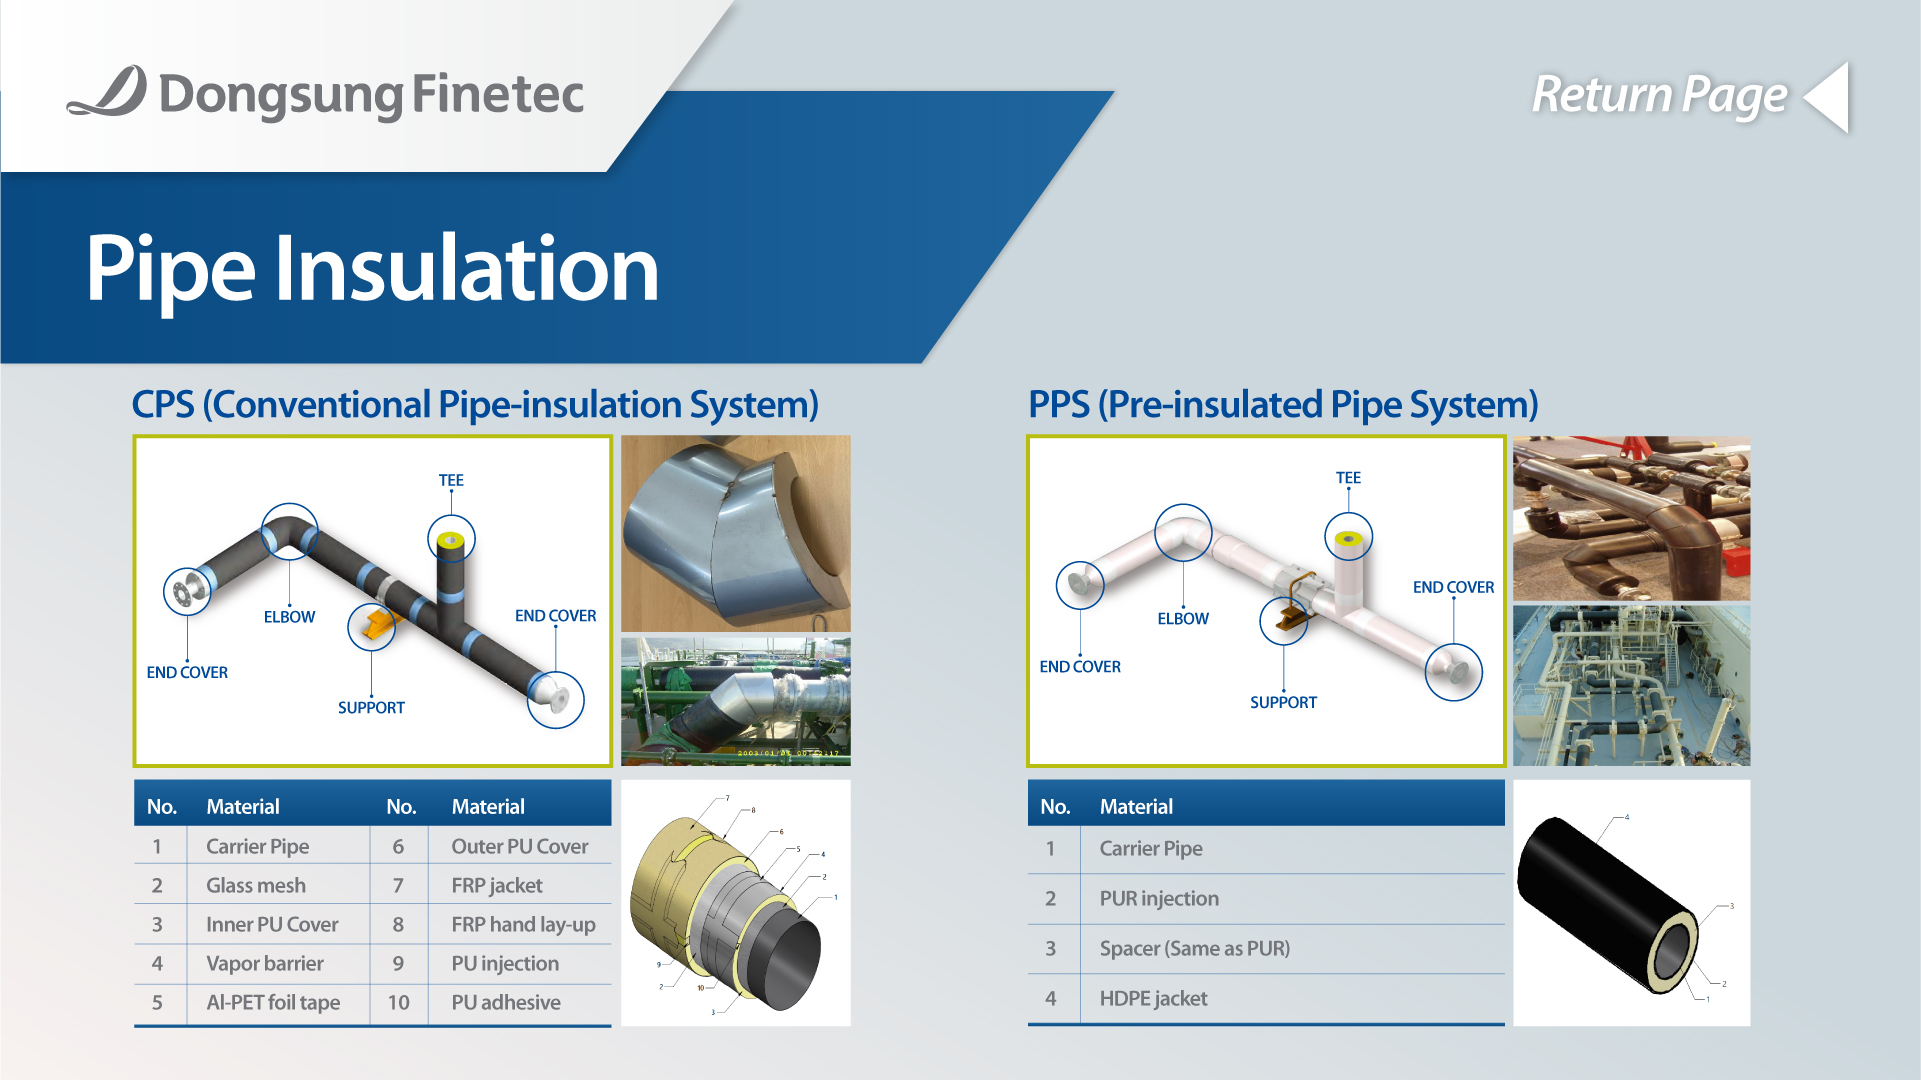 Dongsung Finetec
Return Page
Pipe Insulation
CPS (Conventional Pipe-insulation System)
TEE
ELBOW
END COVER
END COVER
SUPPORT
No. Material No. Material
1 Carrier Pipe 6 Outer PU Cover
2 Glass mesh 7 FRP jacket
3 Inner PU Cover 8 FRP hand lay-up
4 Vapor barrier 9 PU injection
5 Al-PET foil tape 10 PU adhesive
7
8
6
5
4
2
1
9
2
10
3
PPS (Pre-insulated Pipe System)
TEE
END COVER
ELBOW
END COVER
SUPPORT
No. Material
1 Carrier Pipe
2 PUR injection
3 Spacer (Same as PUR)
4 HDPE jacket
4
3
2
1